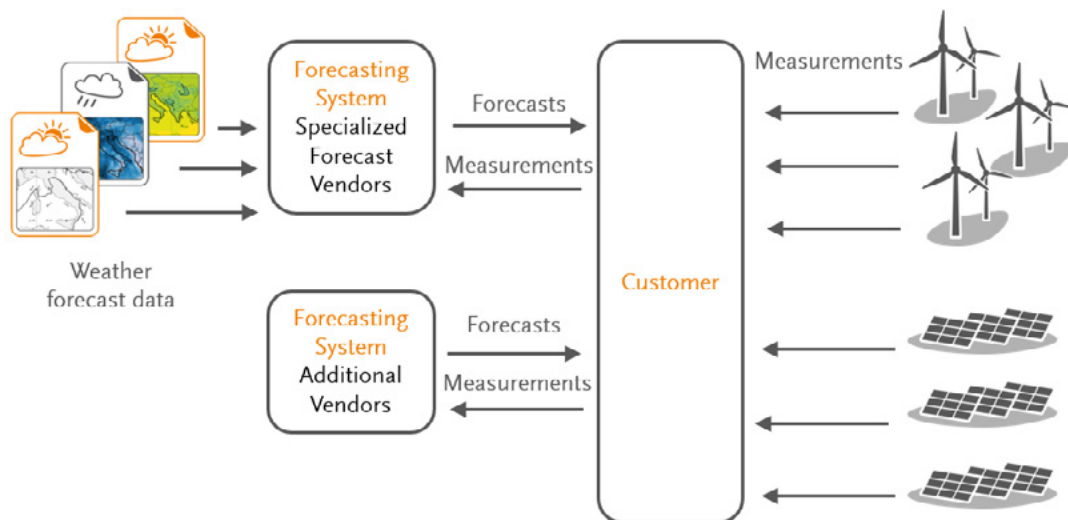 Weather
forecast data
Forecasting
System
Specialized
Forecast
Vendors
Forecasts
Measurements
Forecasting
System
Additional
Vendors
Forecasts
Measurements
Customer
Measurements